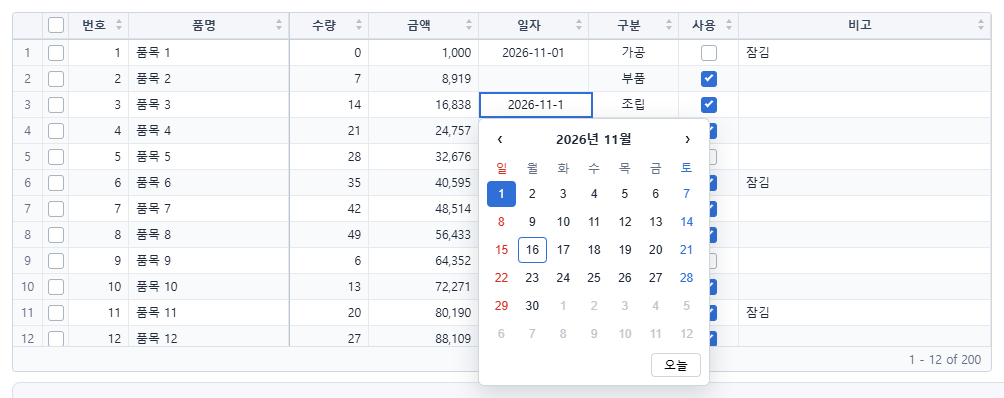 번호 품명 수량 금액 일자 구분 사용 비고
1 1 품목 1 0 1,000 2026-11-01 가공 잠김
2 2 품목 2 7 8,919 부품
3 3 품목 3 14 16,838 2026-11-1 조립
4 4 품목 4 21 24,757
5 5 품목 5 28 32,676
6 6 품목 6 35 40,595 잠김
7 7 품목 7 42 48,514
8 8 품목 8 49 56,433
9 9 품목 9 6 64,352
10 10 품목 10 13 72,271
11 11 품목 11 20 80,190 잠김
12 12 품목 12 27 88,109
‹ 2026년 11월 ›
일 월 화 수 목 금 토
1 2 3 4 5 6 7
8 9 10 11 12 13 14
15 16 17 18 19 20 21
22 23 24 25 26 27 28
29 30 1 2 3 4 5
6 7 8 9 10 11 12
오늘
1 - 12 of 200